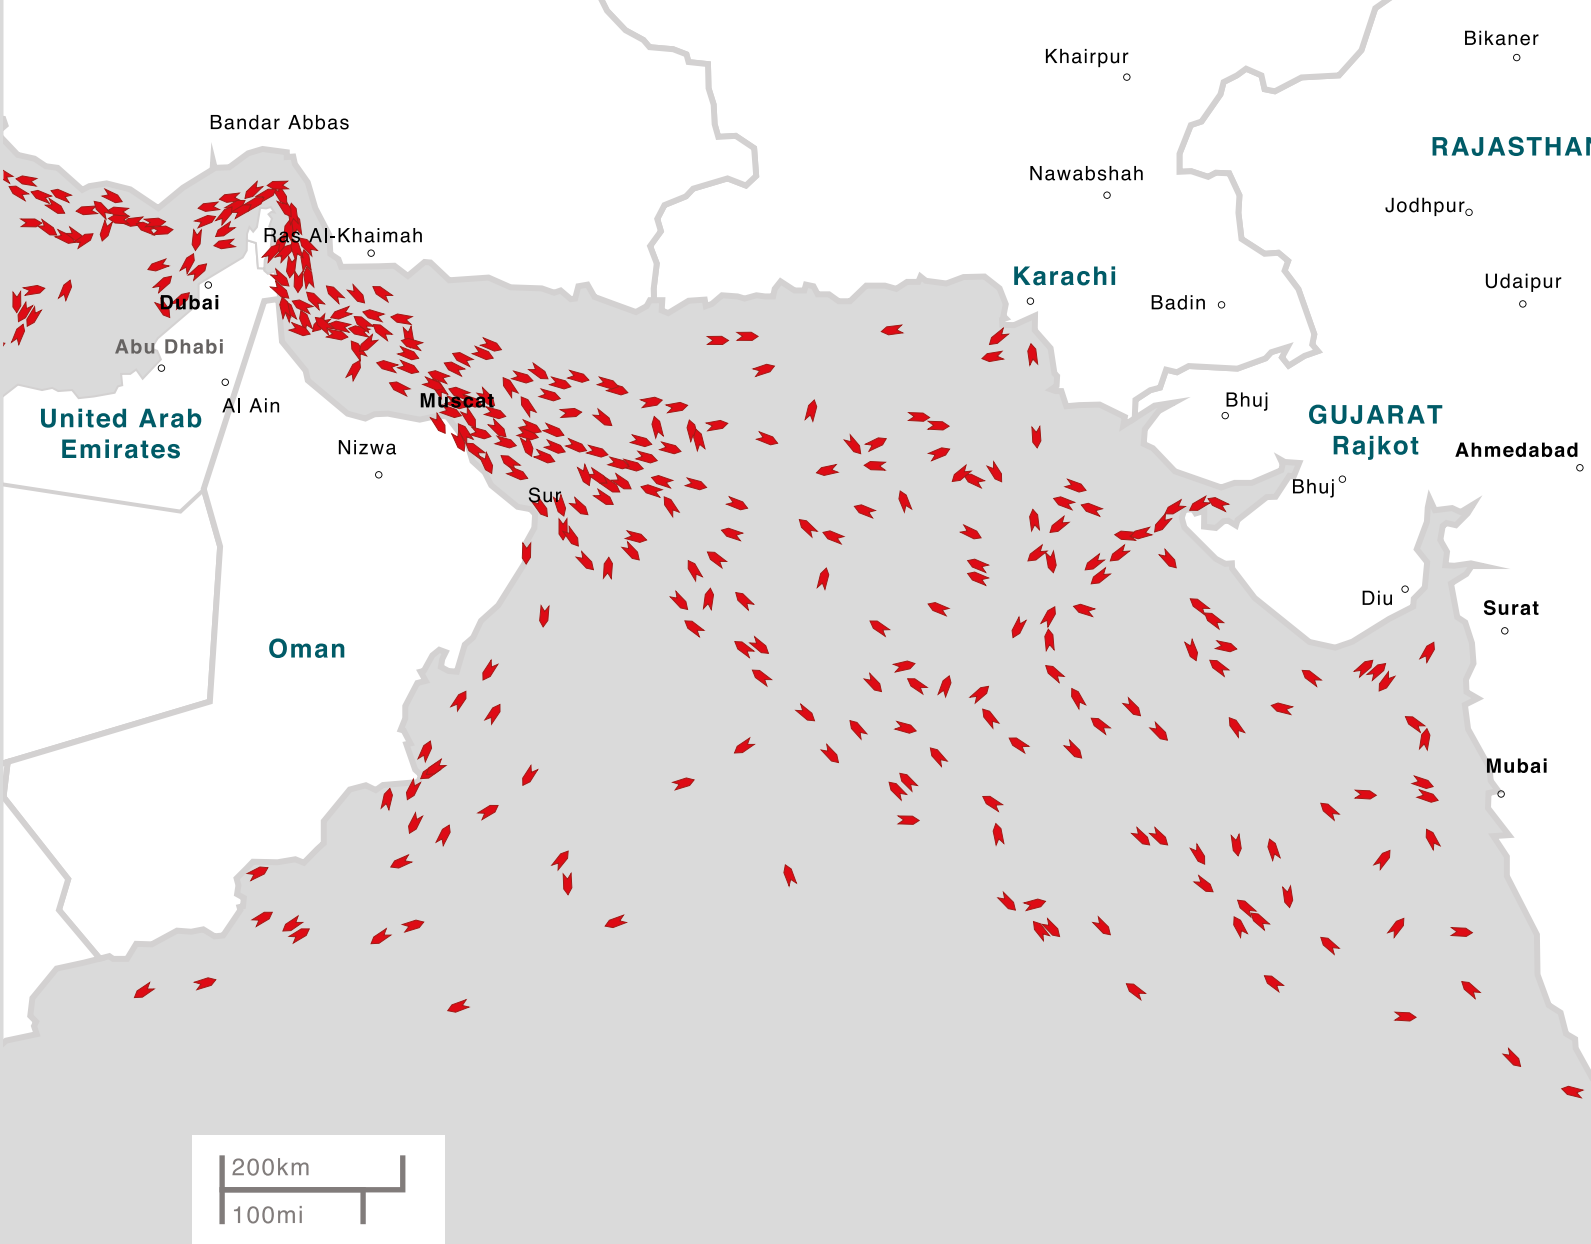 Bikaner
Khairpur
Bandar Abbas
RAJASTHAN
Nawabshah
Jodhpur
Ras Al-Khaimah
Karachi
Udaipur
Badin
Dubai
Abu Dhabi
Al Ain
Muscat
Bhuj
United Arab
Emirates
GUJARAT
Rajkot
Ahmedabad
Nizwa
Bhuj
Sur
Diu
Surat
Oman
Mubai
200km
100mi